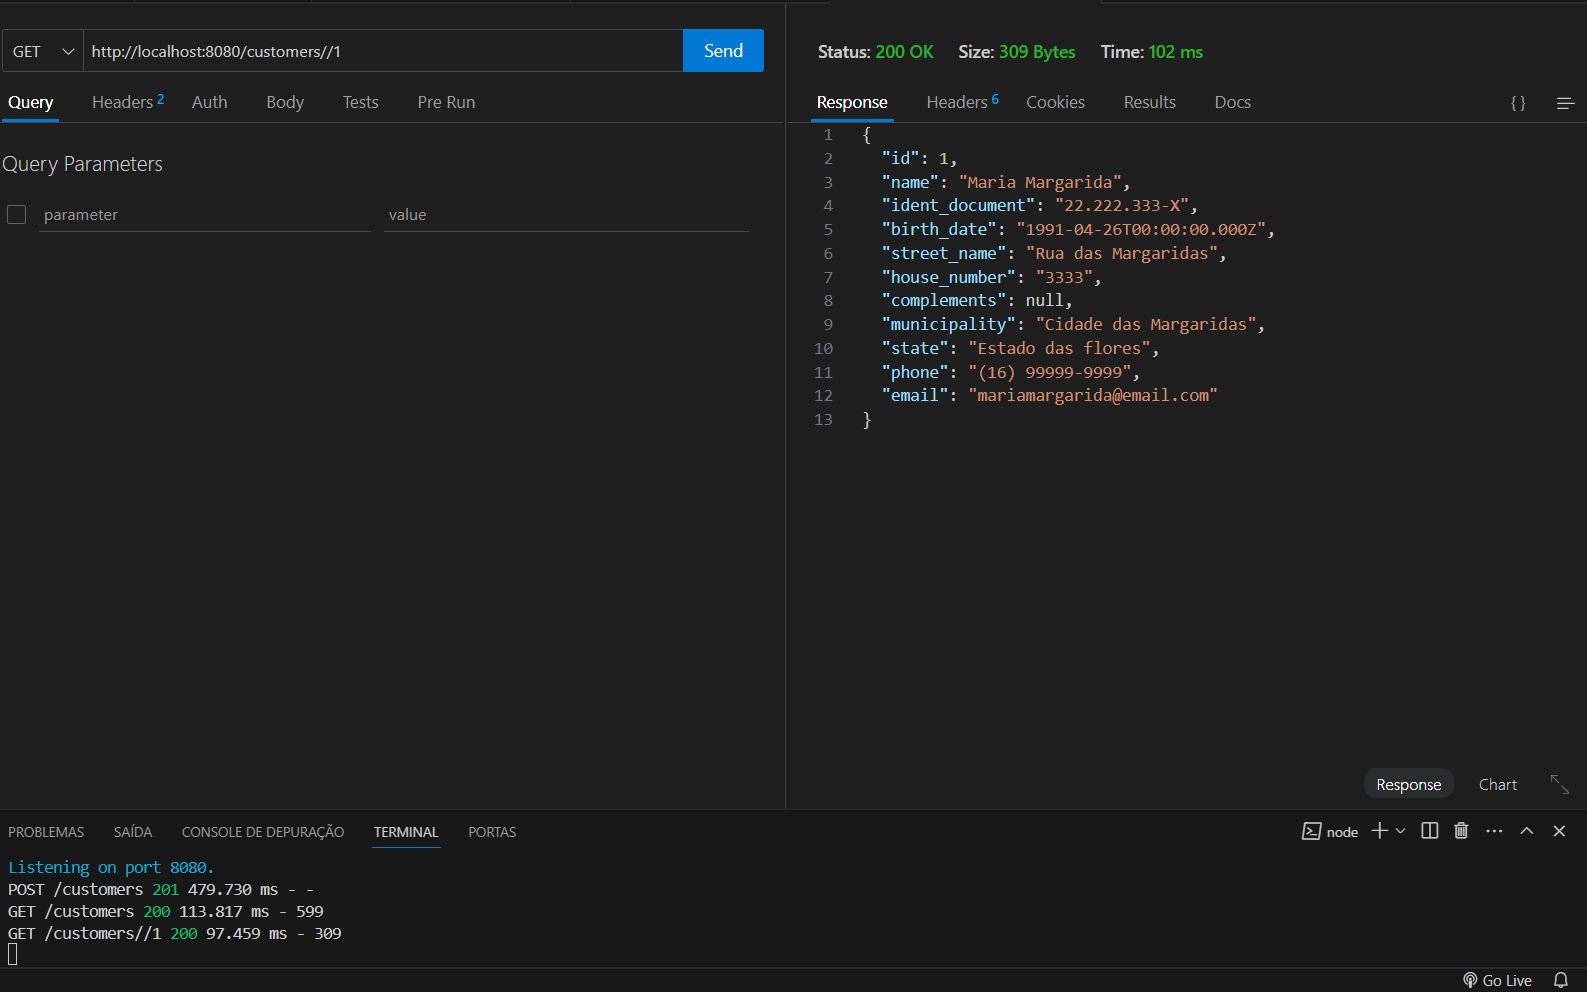 GET http://localhost:8080/customers//1 Send
Query Headers 2 Auth Body Tests Pre Run
Query Parameters
parameter value
Status: 200 OK Size: 309 Bytes Time: 102 ms
Response Headers 6 Cookies Results Docs { }
1 {
2 "id": 1,
3 "name": "Maria Margarida",
4 "ident_document": "22.222.333-X",
5 "birth_date": "1991-04-26T00:00:00.000Z",
6 "street_name": "Rua das Margaridas",
7 "house_number": "3333",
8 "complements": null,
9 "municipality": "Cidade das Margaridas",
10 "state": "Estado das flores",
11 "phone": "(16) 99999-9999",
12 "email": "mariamargarida@email.com"
13 }
Response Chart
PROBLEMAS SAÍDA CONSOLE DE DEPURAÇÃO TERMINAL PORTAS node
Listening on port 8080.
POST /customers 201 479.730 ms - -
GET /customers 200 113.817 ms - 599
GET /customers//1 200 97.459 ms - 309
Go Live